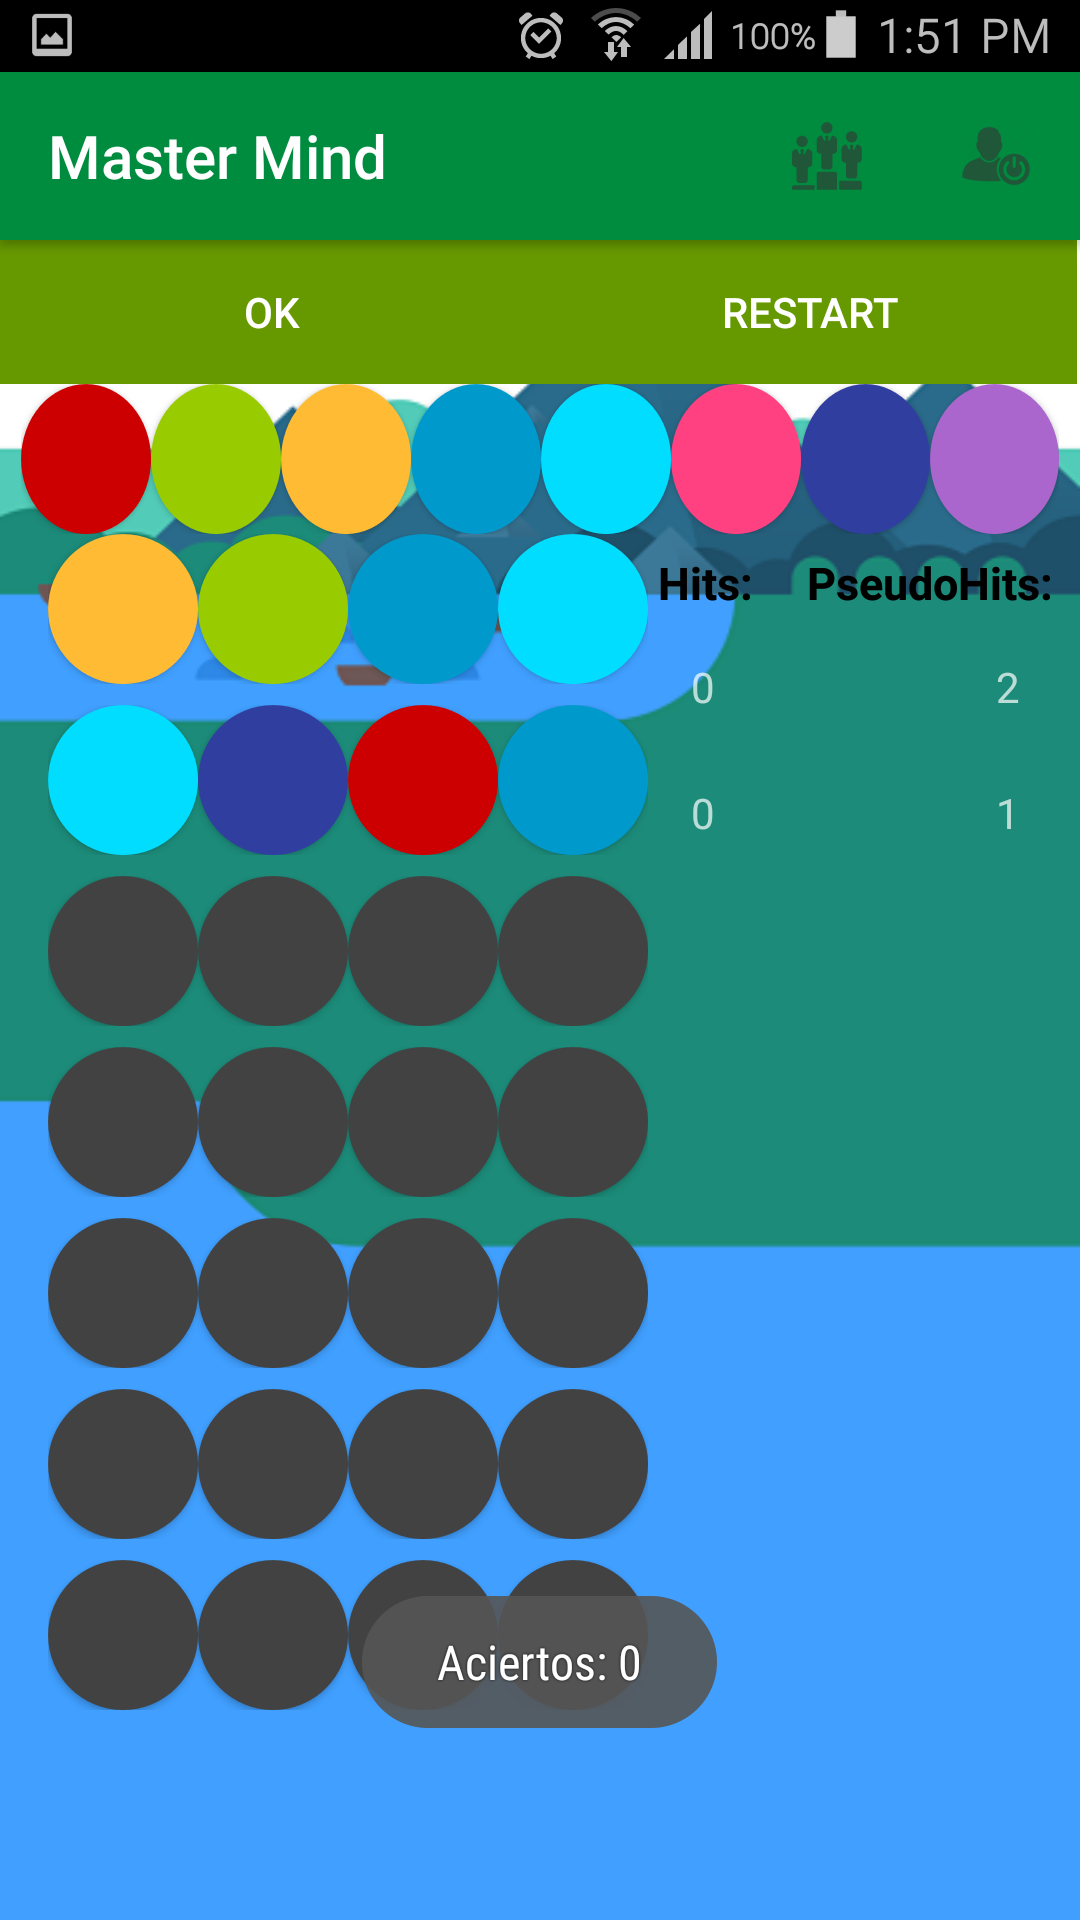 100% 1:51 PM
Master Mind
OK RESTART
Hits: PseudoHits:
0 2
0 1
Aciertos: 0